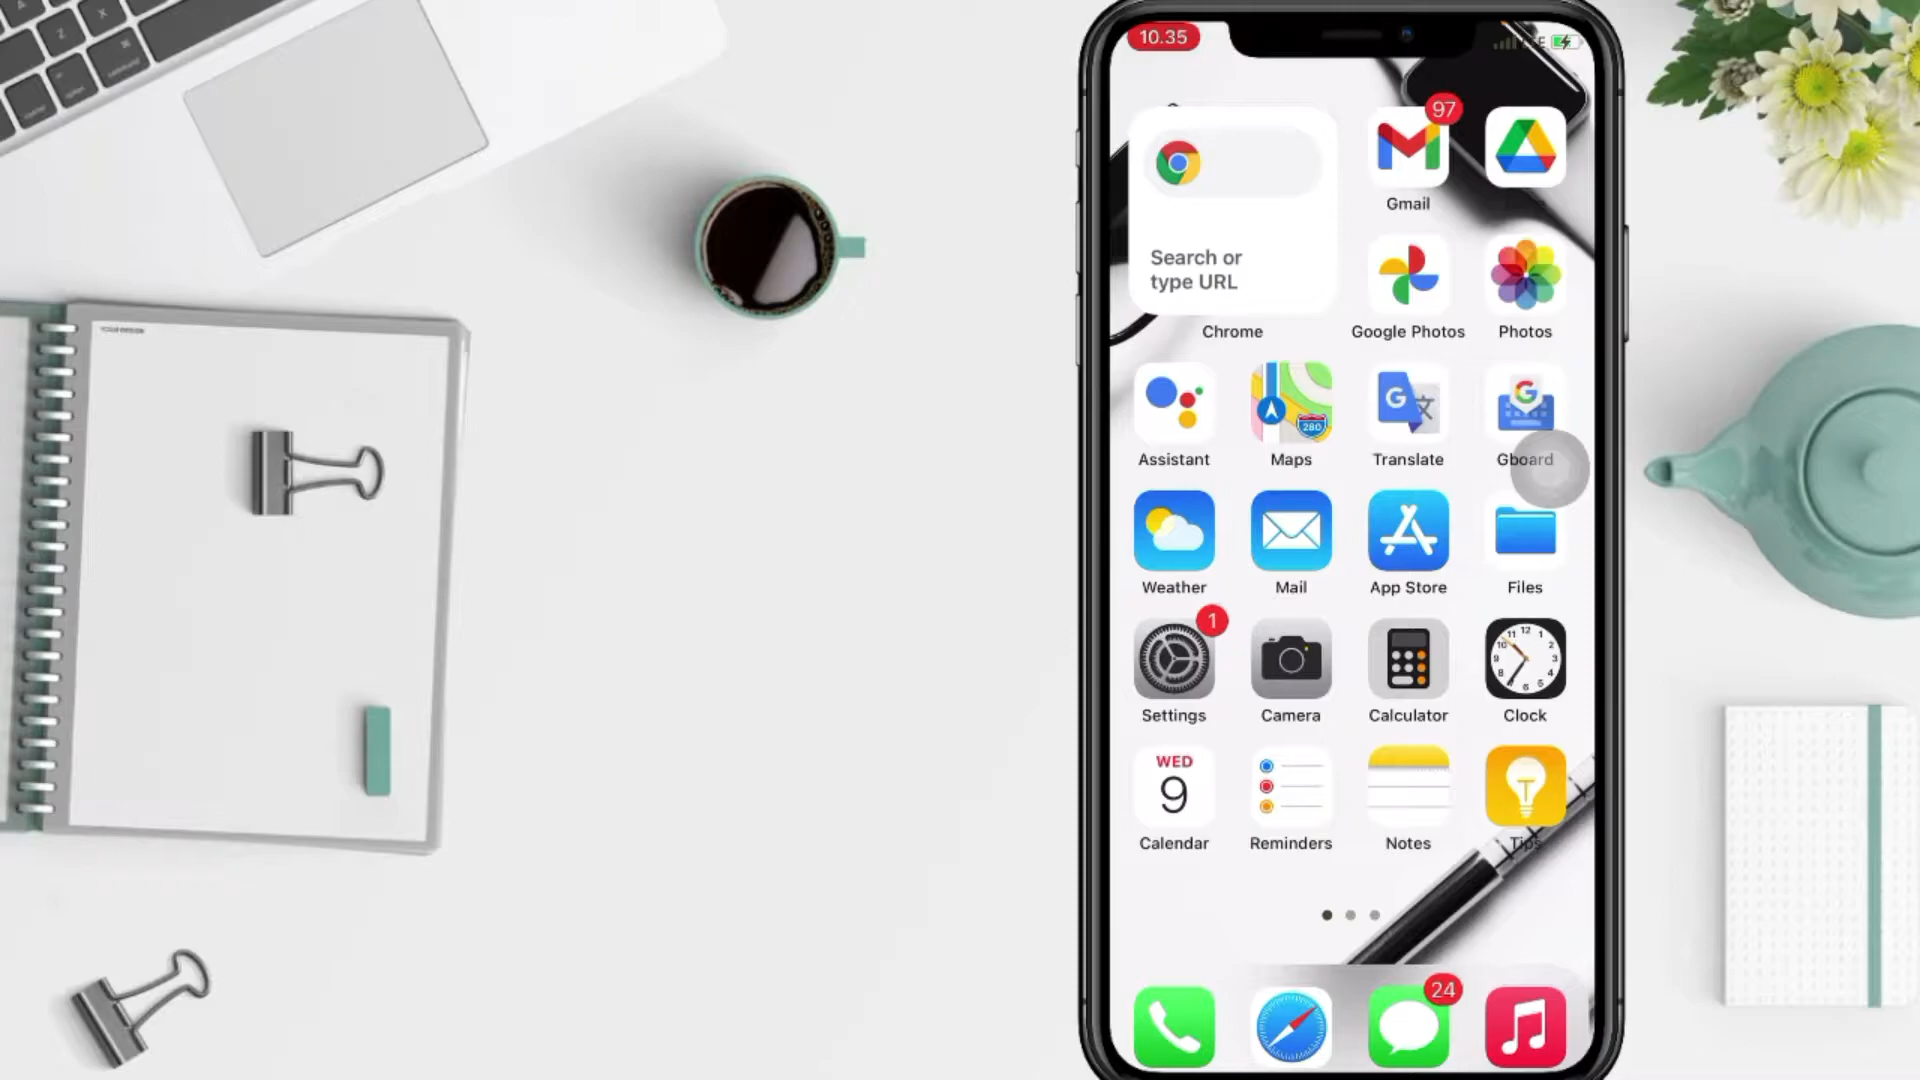 10.35
97
Gmail
Search or
type URL
Chrome
Google Photos
Photos
Assistant
280
Maps
Translate
Gboard
Weather
Mail
App Store
Files
1
Settings
Camera
Calculator
Clock
WED
9
Calendar
Reminders
Notes
Tips
24